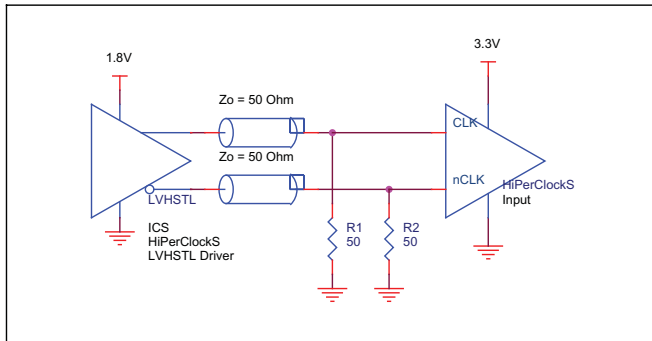 1.8V
3.3V
Zo = 50 Ohm
CLK
Zo = 50 Ohm
nCLK
HiPerClockS
Input
LVHSTL
ICS
HiPerClockS
LVHSTL Driver
R1
50
R2
50